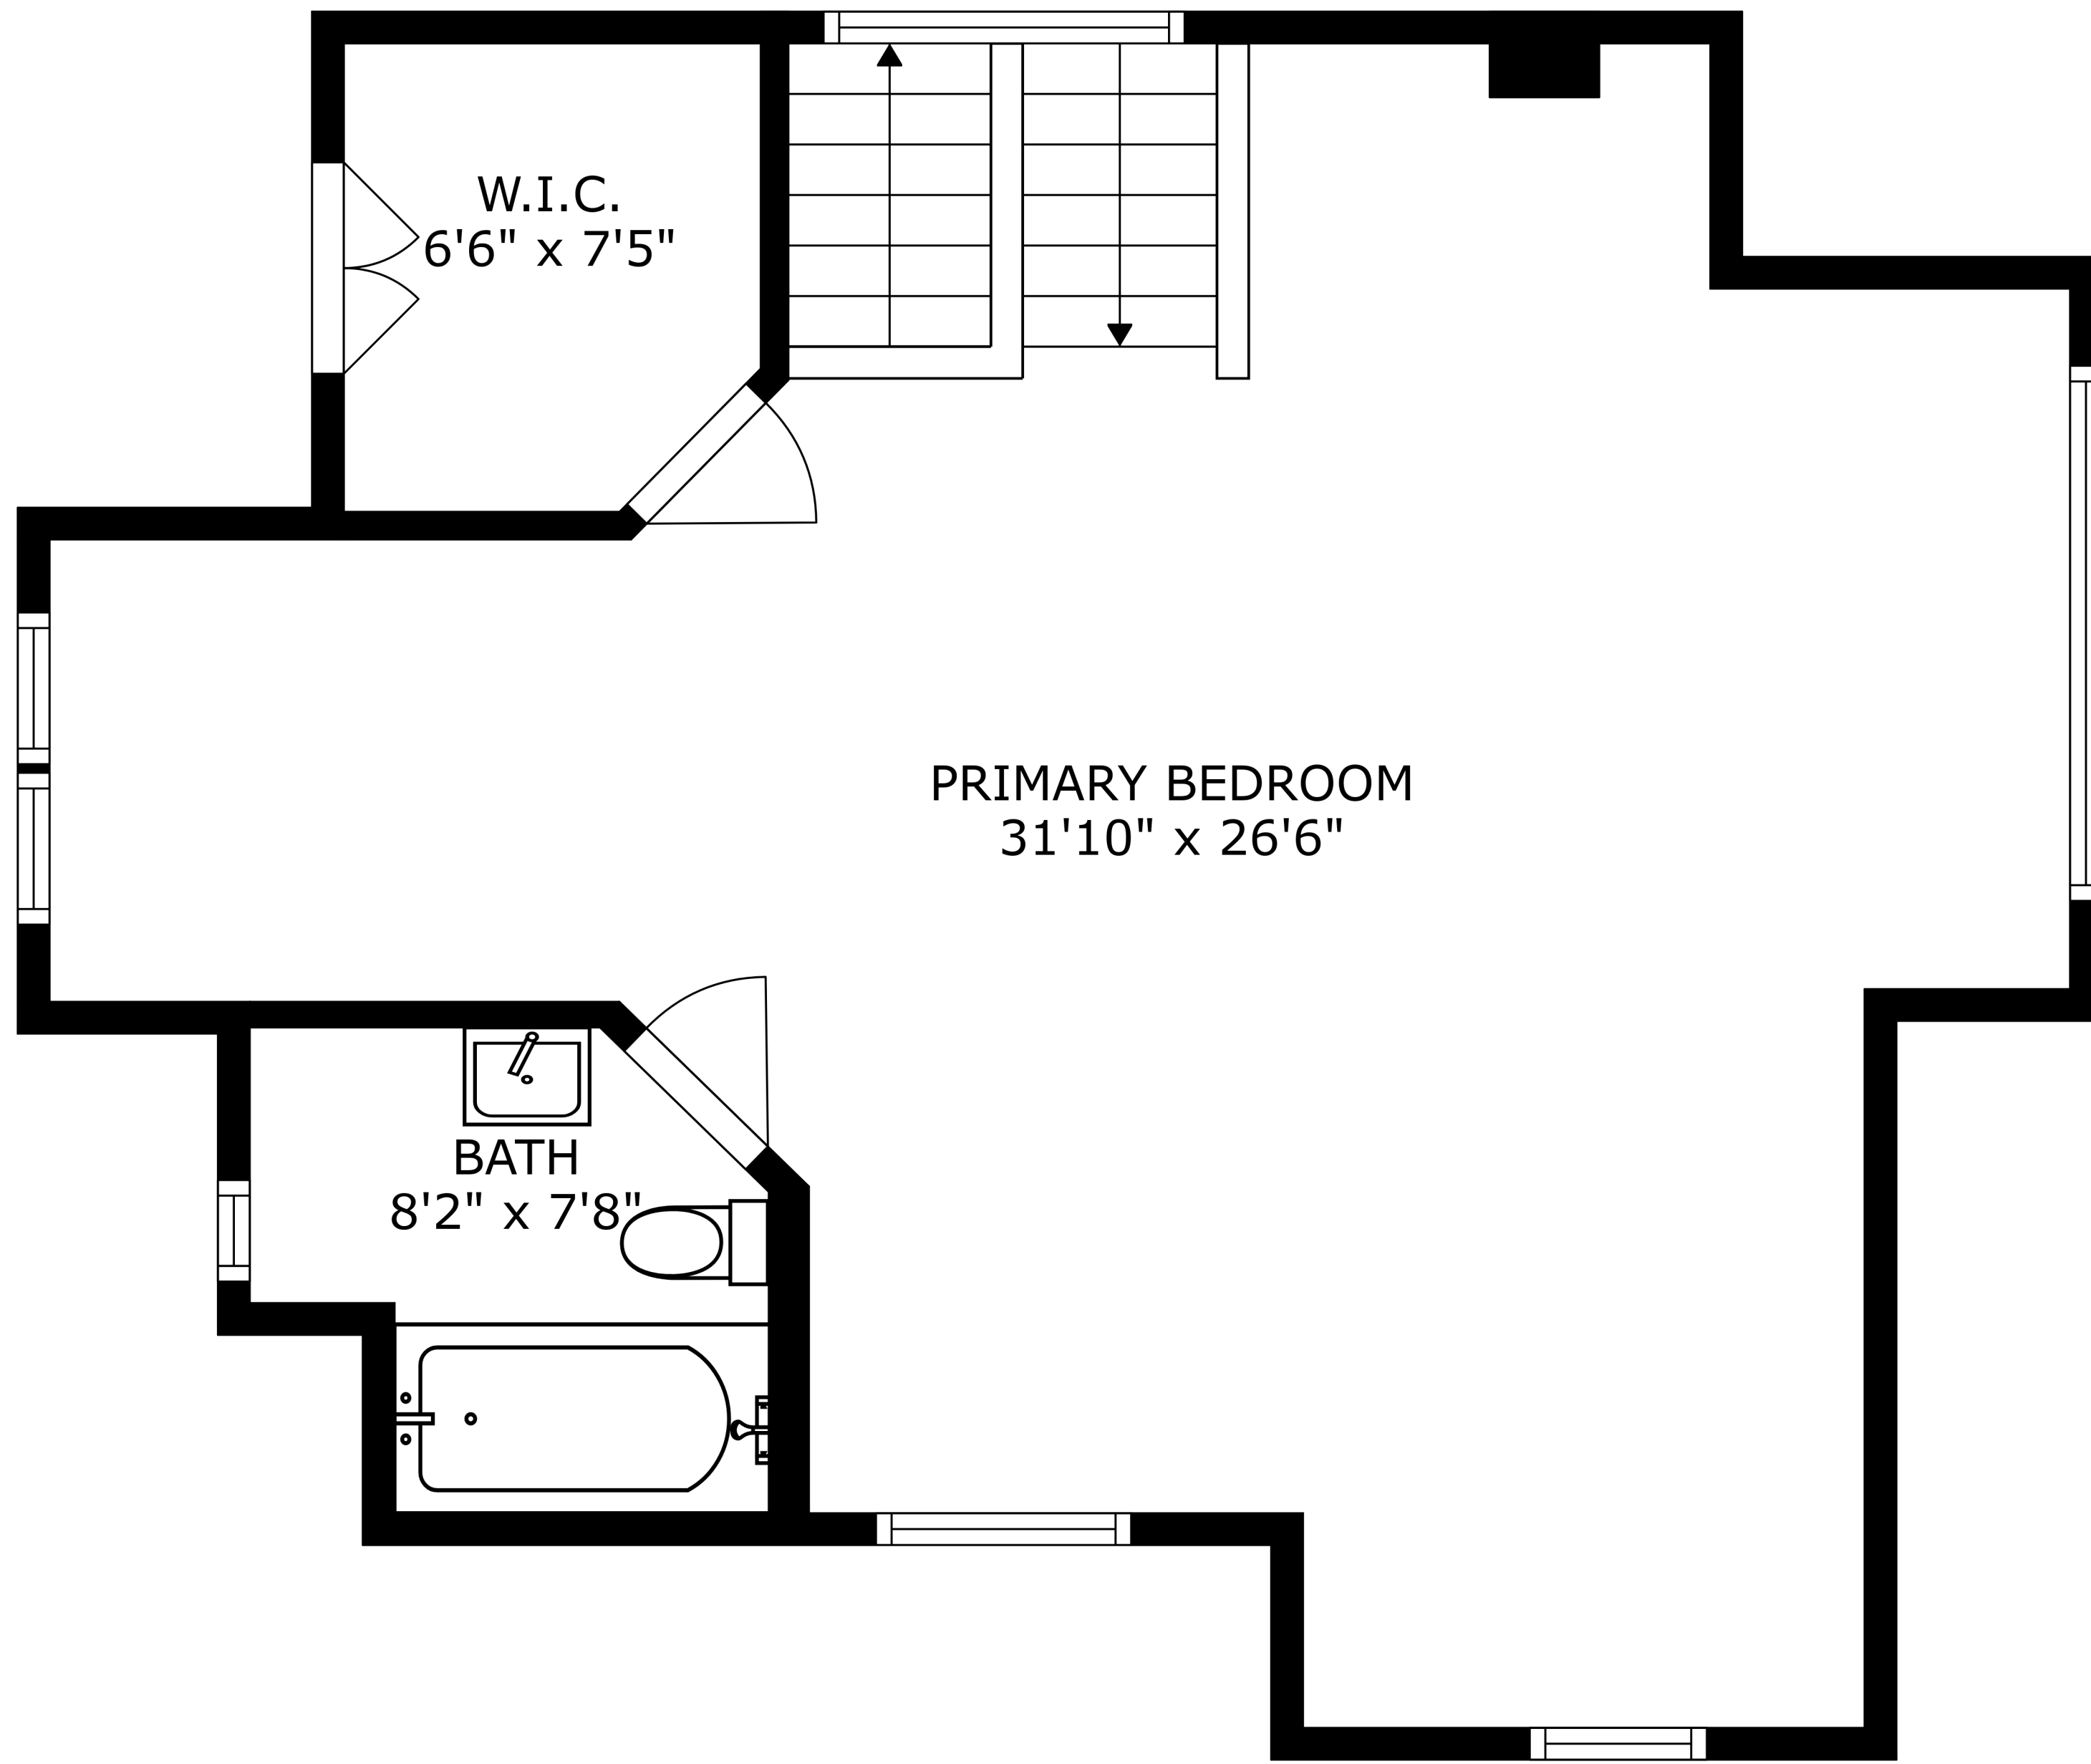 W.I.C.
6'6" x 7'5"
PRIMARY BEDROOM
31'10" x 26'6"
BATH
8'2" x 7'8"